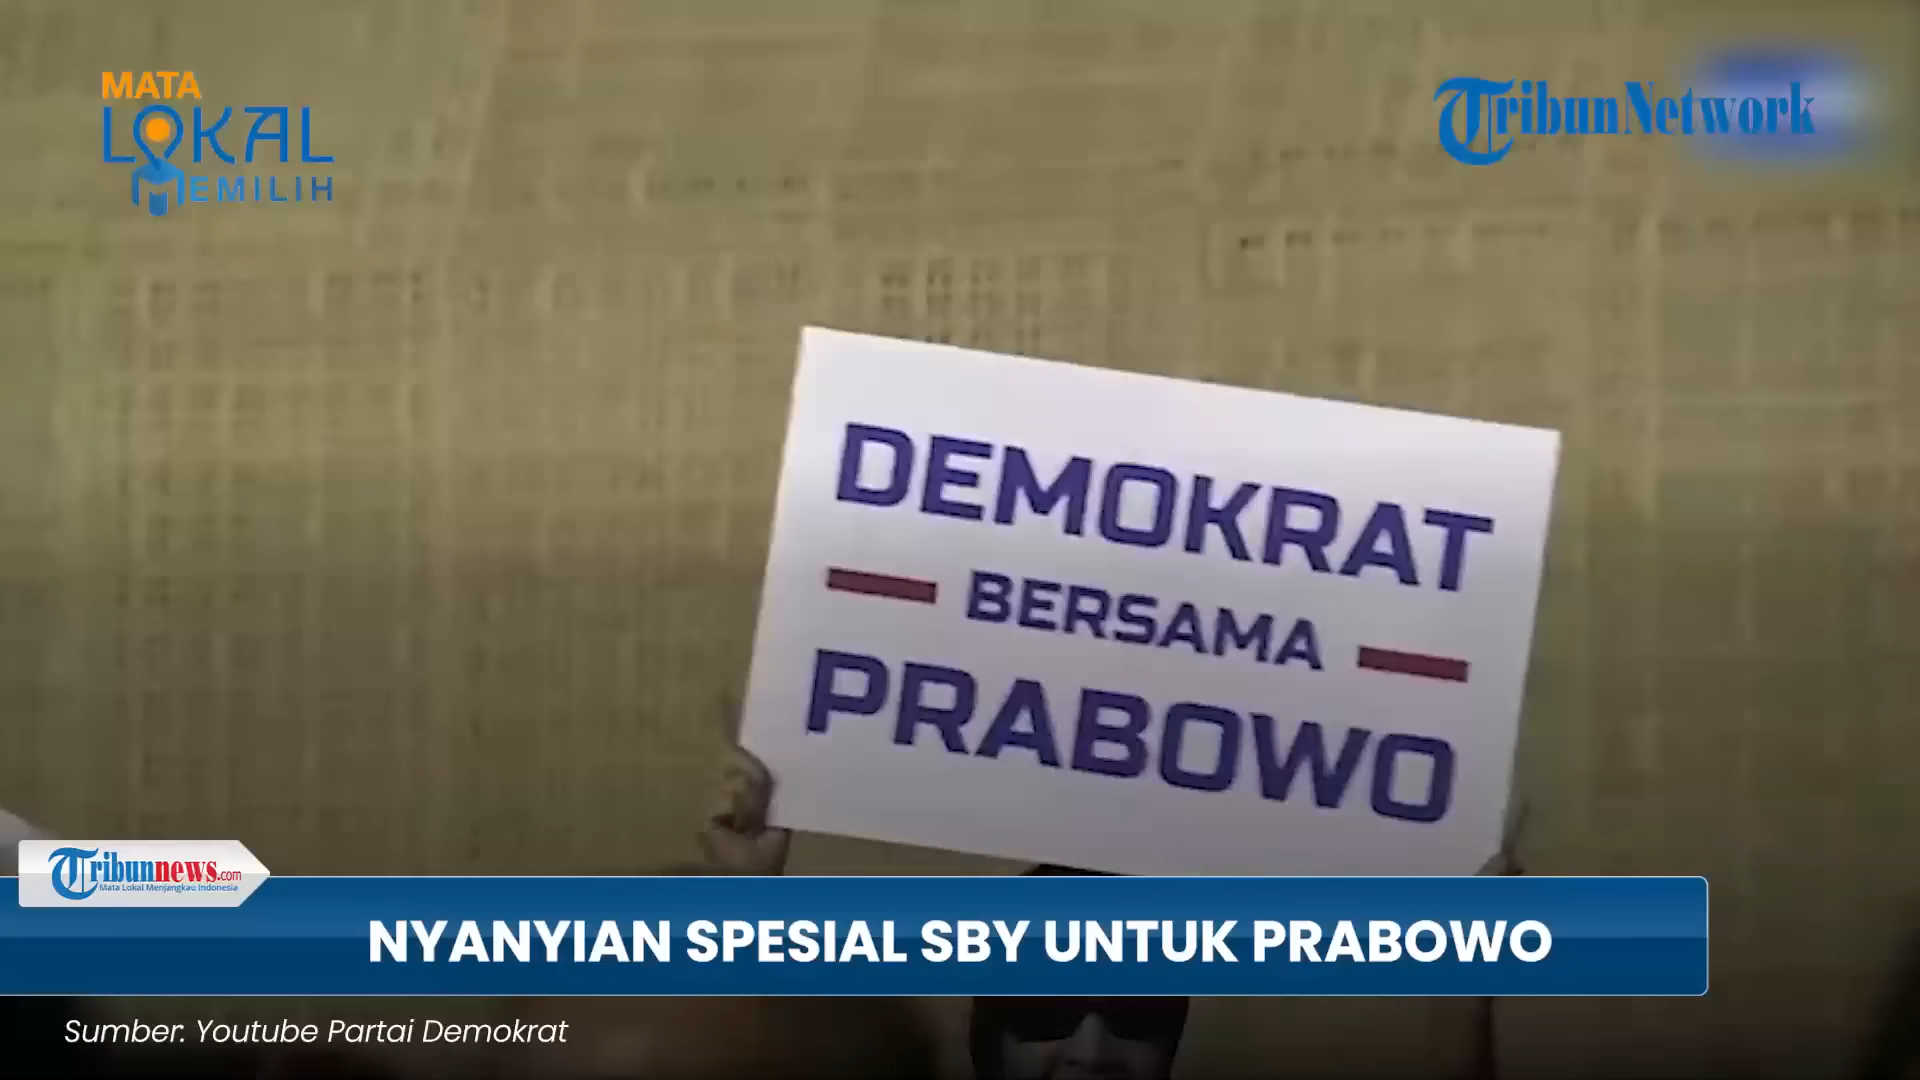 MATA
LOKAL
MEMILIH
TribunNetwork
DEMOKRAT
BERSAMA
PRABOWO
Tribunnews.com
Mata Lokal Menjangkau Indonesia
NYANYIAN SPESIAL SBY UNTUK PRABOWO
Sumber: Youtube Partai Demokrat